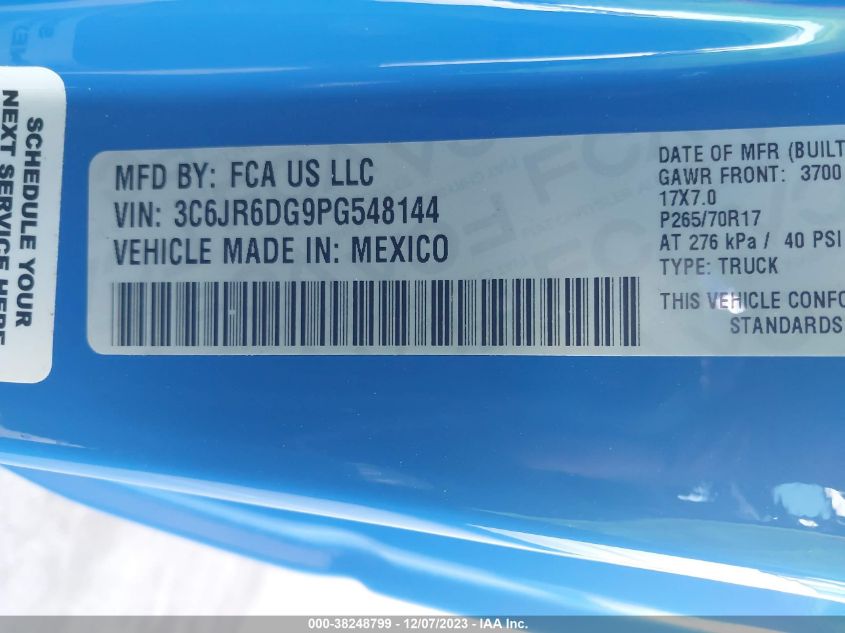 SCHEDULE YOUR
NEXT SERVICE HERE
MFD BY: FCA US LLC
VIN: 3C6JR6DG9PG548144
VEHICLE MADE IN: MEXICO
DATE OF MFR (BUILT
GAWR FRONT: 3700
17X7.0
P265/70R17
AT 276 kPa / 40 PSI
TYPE: TRUCK
THIS VEHICLE CONFO
STANDARDS
000-38248799 - 12/07/2023 - IAA Inc.